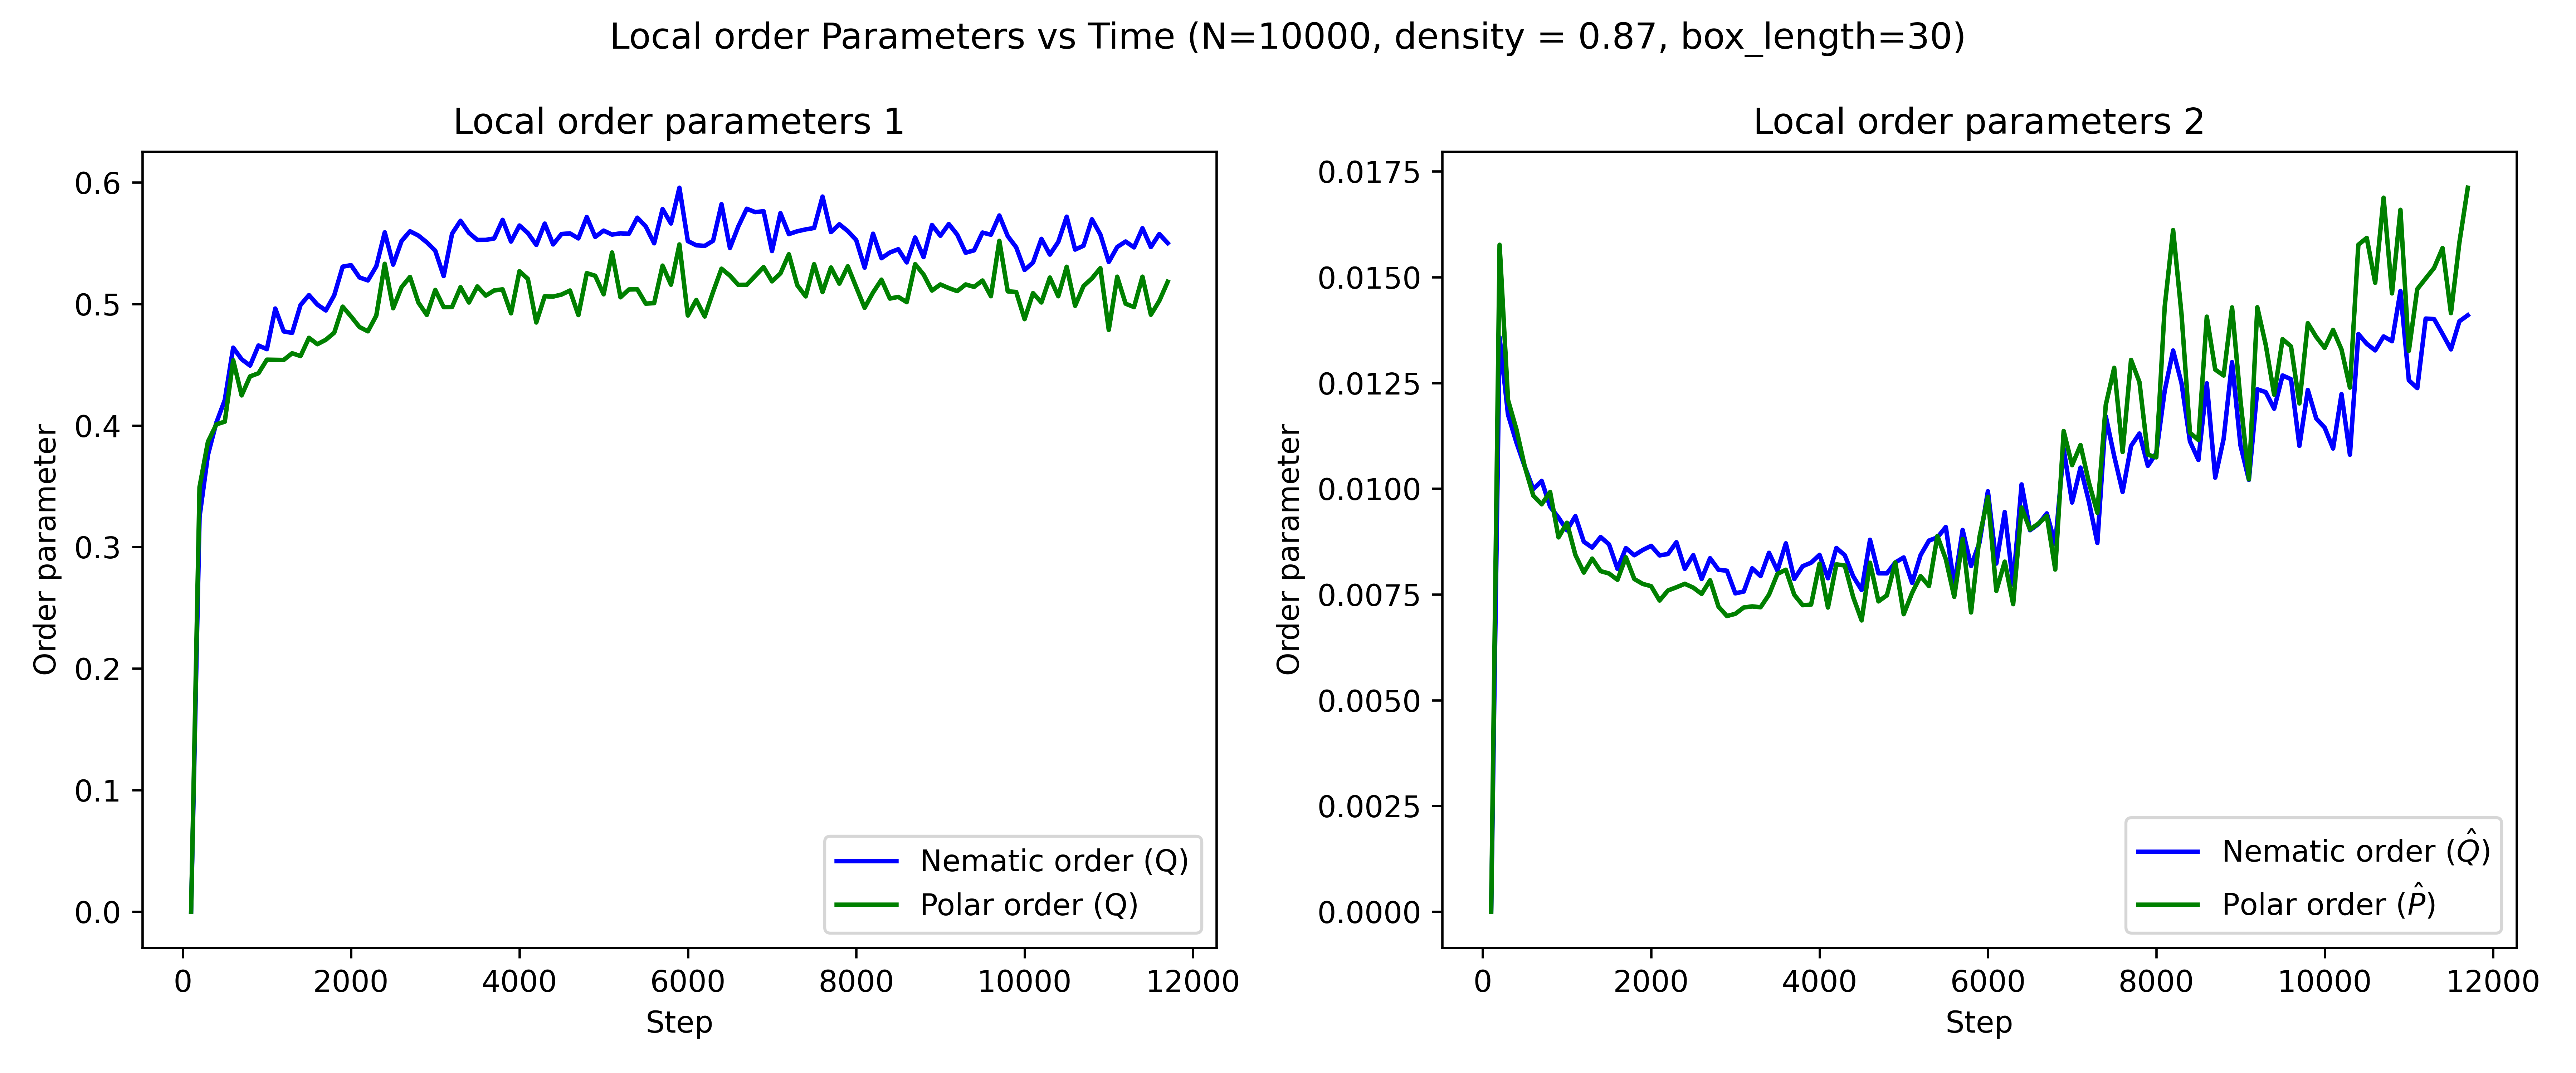 Local order Parameters vs Time (N=10000, density = 0.87, box_length=30)
Local order parameters 1
Order parameter
0.6
0.5
0.4
0.3
0.2
0.1
0.0
Nematic order (Q)
Polar order (Q)
0 2000 4000 6000 8000 10000 12000
Step
Local order parameters 2
Order parameter
0.0175
0.0150
0.0125
0.0100
0.0075
0.0050
0.0025
0.0000
Nematic order (Q̂)
Polar order (P̂)
0 2000 4000 6000 8000 10000 12000
Step